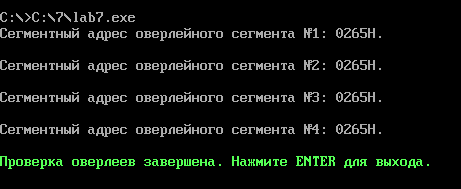 C:\>C:\7\lab7.exe
Сегментный адрес оверлейного сегмента №1: 0265H.
Сегментный адрес оверлейного сегмента №2: 0265H.
Сегментный адрес оверлейного сегмента №3: 0265H.
Сегментный адрес оверлейного сегмента №4: 0265H.
Проверка оверлеев завершена. Нажмите ENTER для выхода.